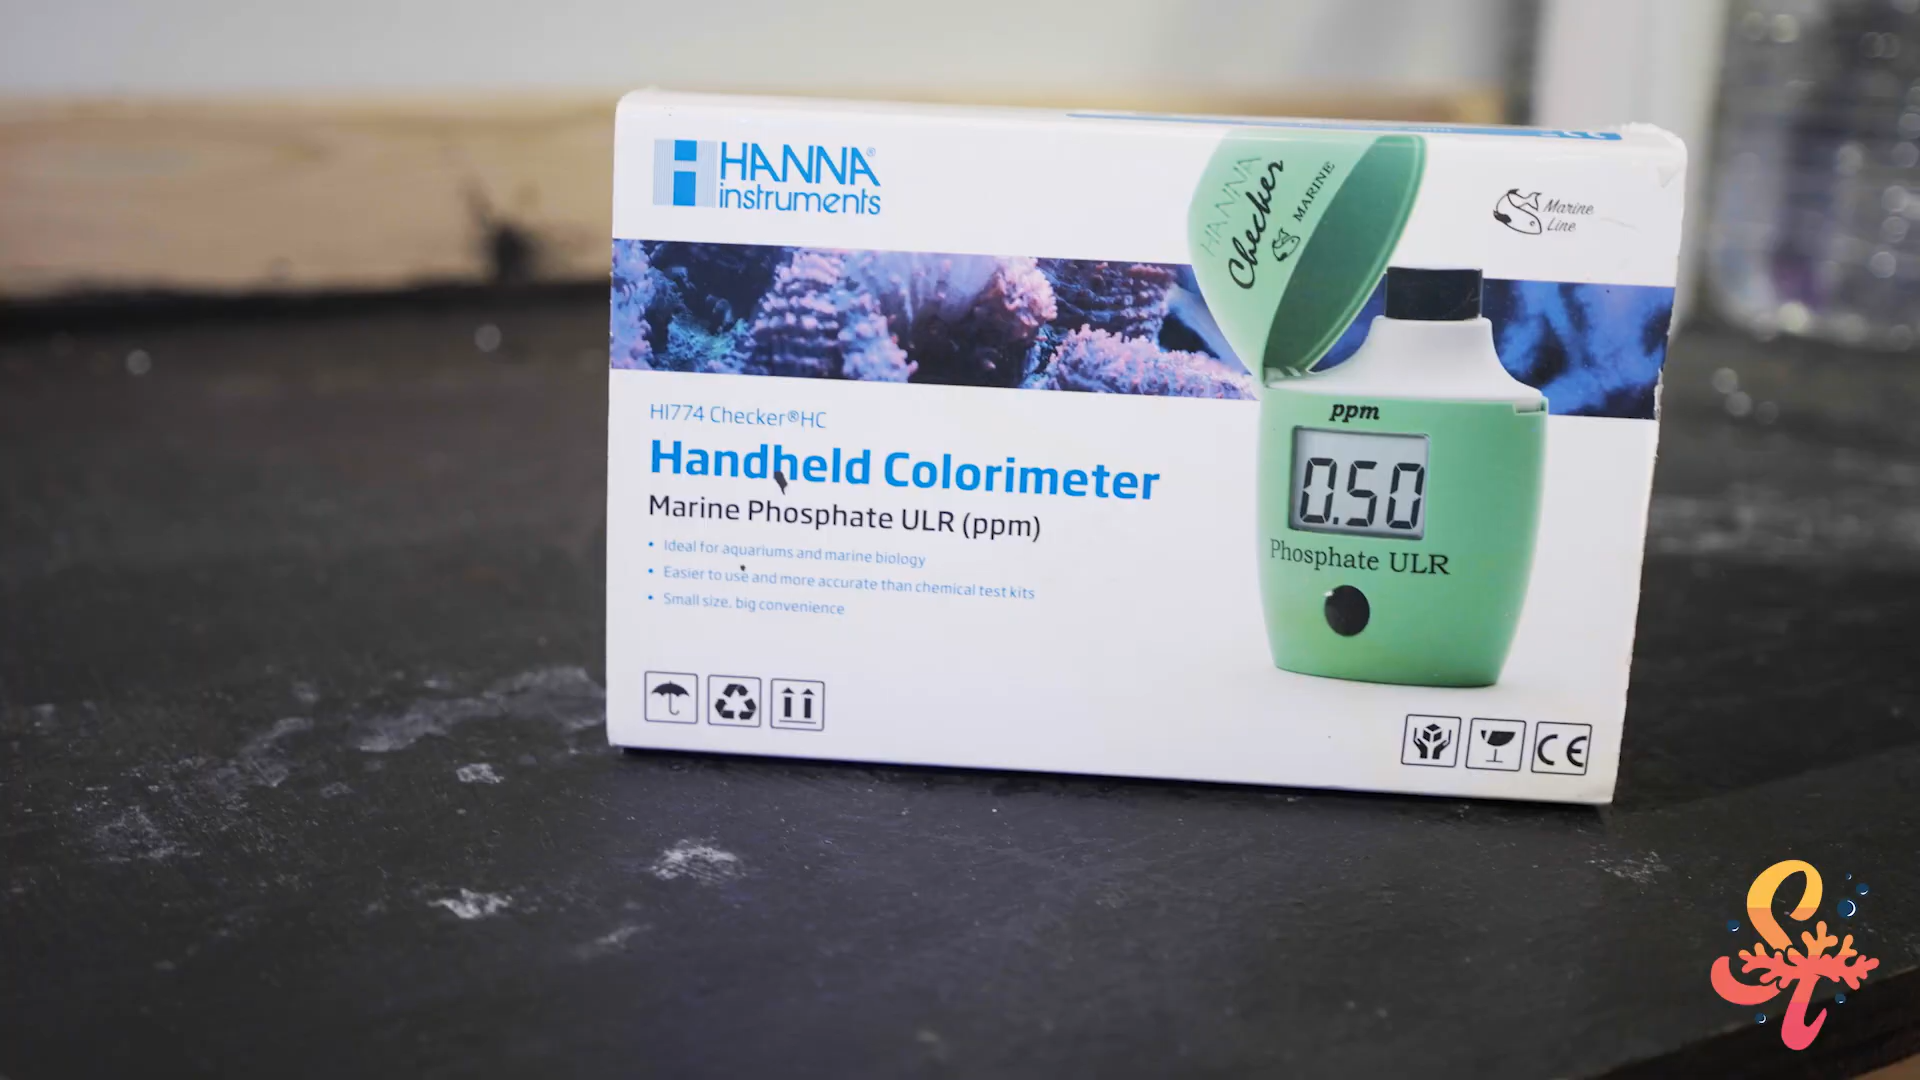 HANNA®
instruments
HANNA
Checker
MARINE
Marine
Line
HI774 Checker®HC
Handheld Colorimeter
Marine Phosphate ULR (ppm)
• Ideal for aquariums and marine biology
• Easier to use and more accurate than chemical test kits
• Small size, big convenience
ppm
0.50
Phosphate ULR
CE
St